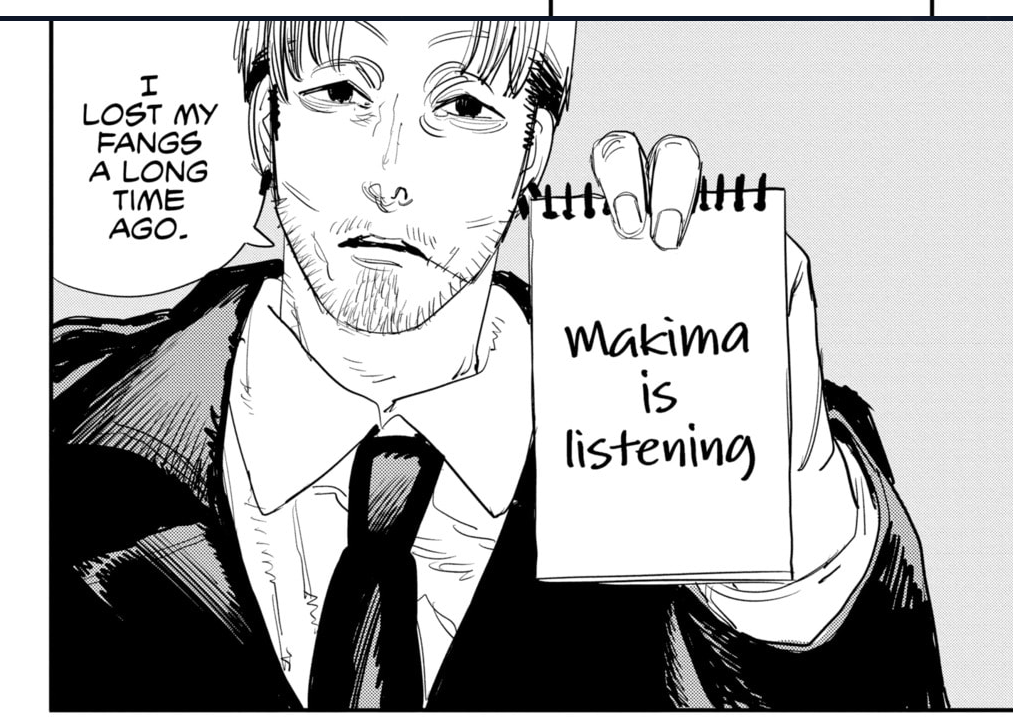 I
LOST MY
FANGS
A LONG
TIME
AGO.
Makima
is
listening